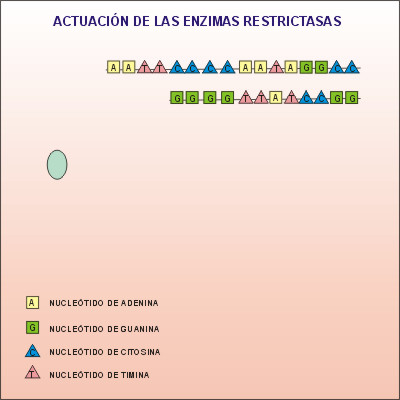 ACTUACIÓN DE LAS ENZIMAS RESTRICTASAS
A A T T C C C C A A T A G G C C
G G G G T T A T C C G G
A NUCLEÓTIDO DE ADENINA
G NUCLEÓTIDO DE GUANINA
C NUCLEÓTIDO DE CITOSINA
T NUCLEÓTIDO DE TIMINA